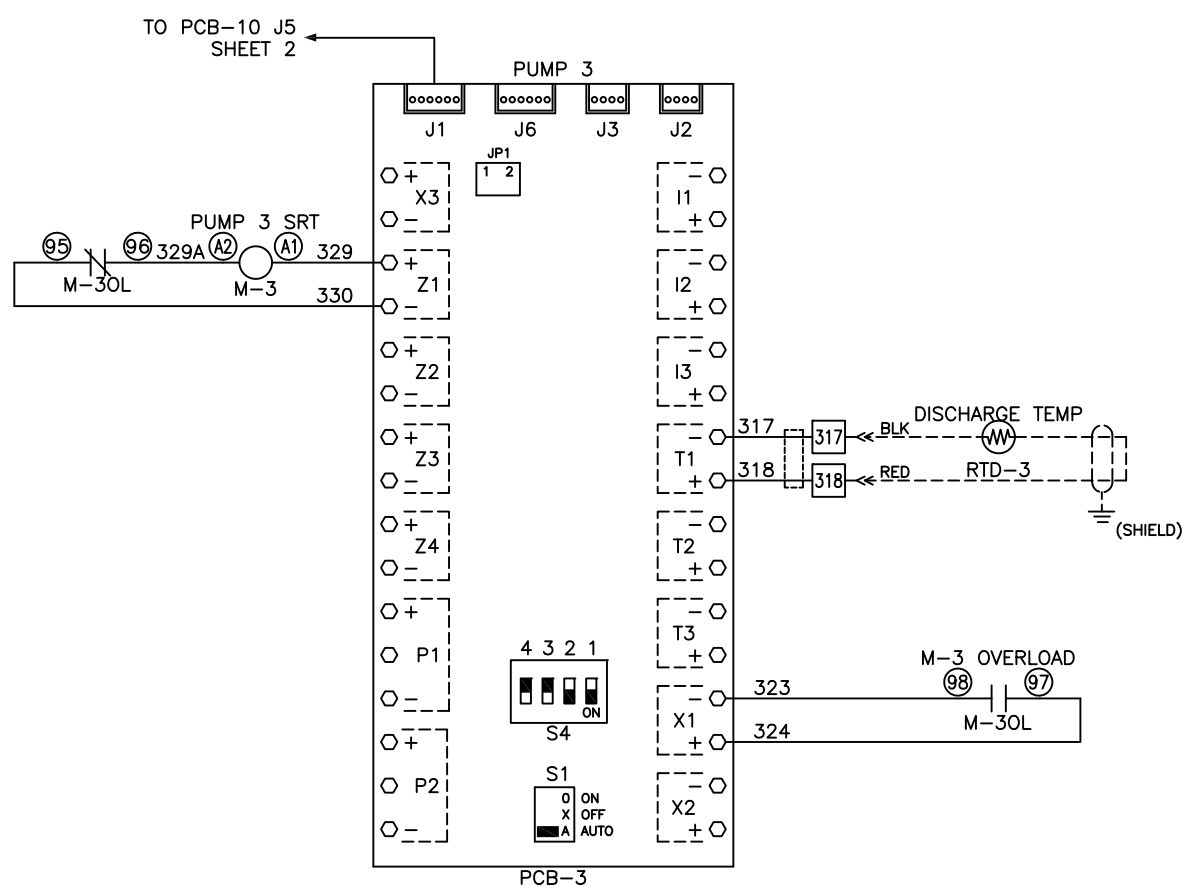 TO PCB-10 J5
SHEET 2
PUMP 3
J1 J6 J3 J2
JP1
1 2
+ X3 -
- I1 +
PUMP 3 SRT
95 96 329A A2 A1 329
M-3OL M-3
330
+ Z1 -
- I2 +
+ Z2 -
- I3 +
+ Z3 -
- T1 +
317 317 BLK
DISCHARGE TEMP
318 318 RED RTD-3
(SHIELD)
+ Z4 -
- T2 +
+ P1 -
- T3 +
4 3 2 1
ON
S4
M-3 OVERLOAD
323 98 97
M-3OL
324
- X1 +
+ P2 -
- X2 +
S1
O ON
X OFF
A AUTO
PCB-3